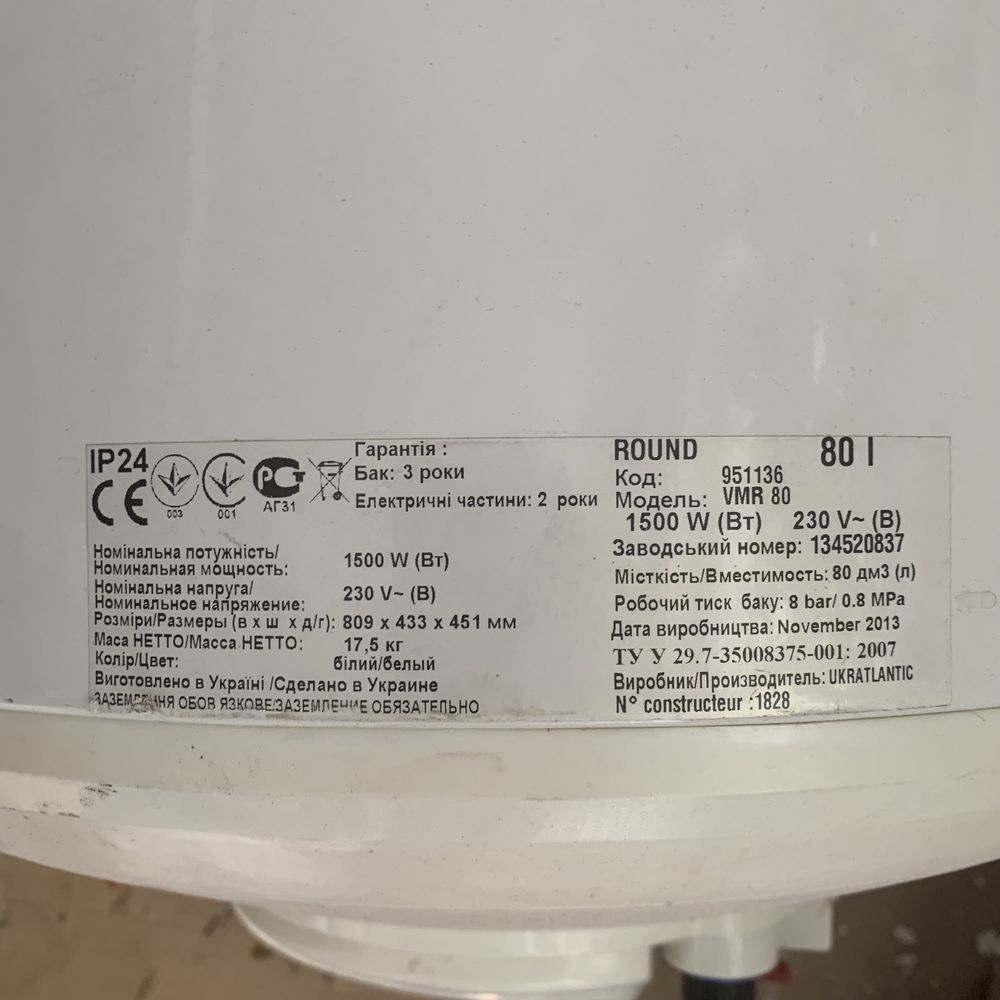 IP24
CE
003
001
РСТ
АГ31
Гарантія :
Бак: 3 роки
Електричні частини: 2 роки
Номінальна потужність/
Номинальная мощность: 1500 W (Вт)
Номінальна напруга/
Номинальное напряжение: 230 V~ (В)
Розміри/Размеры (в х ш х д/г): 809 х 433 х 451 мм
Маса НЕТТО/Масса НЕТТО: 17,5 кг
Колір/Цвет: білий/белый
Виготовлено в Україні /Сделано в Украине
ЗАЗЕМЛЕННЯ ОБОВ ЯЗКОВЕ/ЗАЗЕМЛЕНИЕ ОБЯЗАТЕЛЬНО
ROUND 80 l
Код: 951136
Модель: VMR 80
1500 W (Вт) 230 V~ (В)
Заводський номер: 134520837
Місткість/Вместимость: 80 дм3 (л)
Робочий тиск баку: 8 bar/ 0.8 MPa
Дата виробництва: November 2013
ТУ У 29.7-35008375-001: 2007
Виробник/Производитель: UKRATLANTIC
N° constructeur :1828